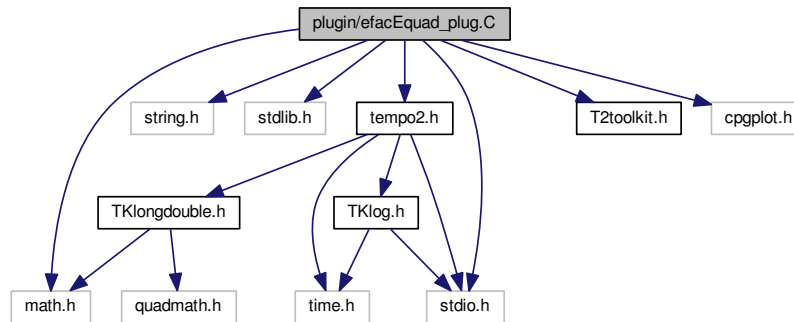 plugin/efacEquad_plug.C
string.h
stdlib.h
tempo2.h
T2toolkit.h
cpgplot.h
TKlongdouble.h
TKlog.h
math.h
quadmath.h
time.h
stdio.h